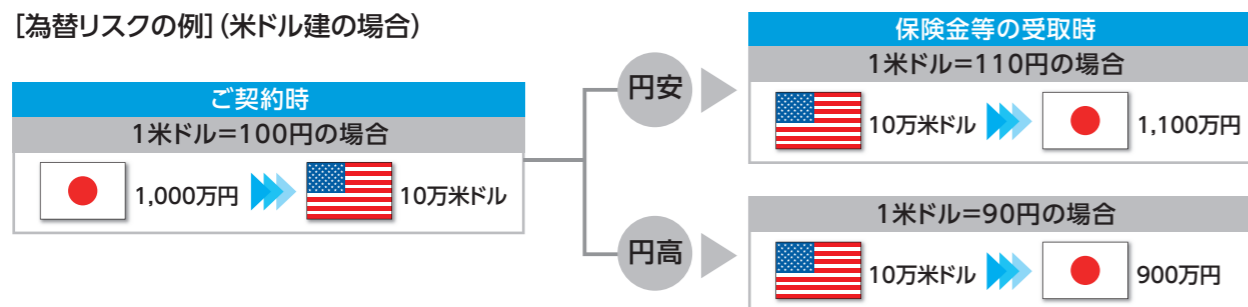 [為替リスクの例](米ドル建の場合)
ご契約時
1米ドル=100円の場合
1,000万円
10万米ドル
円安
保険金等の受取時
1米ドル=110円の場合
10万米ドル
1,100万円
円高
1米ドル=90円の場合
10万米ドル
900万円